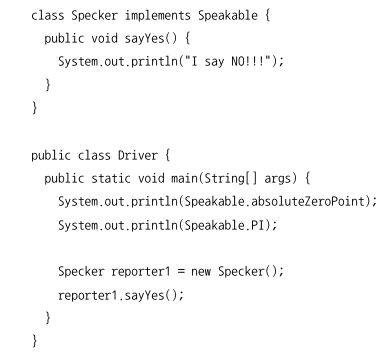 class Specker implements Speakable {
public void sayYes() {
System.out.println("I say NO!!!");
}
}
public class Driver {
public static void main(String[] args) {
System.out.println(Speakable.absoluteZeroPoint);
System.out.println(Speakable.PI);
Specker reporter1 = new Specker();
reporter1.sayYes();
}
}